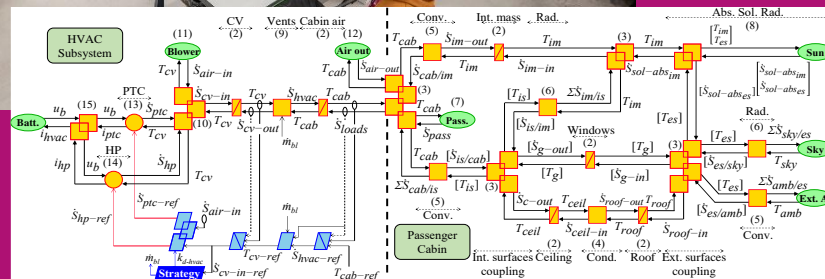 HVAC
Subsystem
(11)
Blower
CV
(2)
Vents
(9)
Cabin air
(2)
(12)
Air out
T_cv
Ṡ_air-in
T_cab
Ṡ_air-out
Batt.
u_b
i_hvac
(15)
PTC
(13)
Ṡ_ptc
i_ptc
T_cv
(10)
Ṡ_cv-in
T_cv
T_cv
Ṡ_cv-out
Ṡ_hvac
T_cab
T_cab
Ṡ_loads
ṁ_bl
i_hp
HP
(14)
u_b
Ṡ_hp
T_cv
Ṡ_ptc-ref
Ṡ_hp-ref
Ṡ_air-in
ṁ_bl
T_cv-ref
Ṡ_hvac-ref
T_cab-ref
Ṡ_cv-in-ref
ṁ_bl
k_d-hvac
Strategy
Conv.
(5)
Int. mass
(2)
Rad.
Abs. Sol. Rad.
(8)
T_cab
Ṡ_im-out
T_im
(3)
T_im
[T_im]
[T_es]
Sun
Ṡ_cab/im
T_im
Ṡ_im-in
Ṡ_sol-abs_im
[Ṡ_sol-abs_im]
[Ṡ_sol-abs_es]
Ṡ_sol-abs_es
(3)
T_cab
(7)
Pass.
Ṡ_pass
[T_is]
(6)
ΣṠ_im/is
[Ṡ_is/im]
T_im
[T_es]
Windows
(2)
T_cab
[Ṡ_is/cab]
[Ṡ_g-out]
[T_g]
(3)
[T_es]
Rad.
(6)
ΣṠ_sky/es
Sky
ΣṠ_cab/is
[T_is]
(3)
[T_g]
[Ṡ_g-in]
[Ṡ_es/sky]
T_sky
(5)
Conv.
Ṡ_c-out
T_ceil
Ṡ_roof-out
T_roof
[T_es]
ΣṠ_amb/es
Ext. A
T_ceil
Ṡ_ceil-in
T_roof
Ṡ_roof-in
[Ṡ_es/amb]
T_amb
(5)
Conv.
Passenger
Cabin
Int. surfaces
coupling
(2)
Ceiling
(4)
Cond.
(2)
Roof
Ext. surfaces
coupling